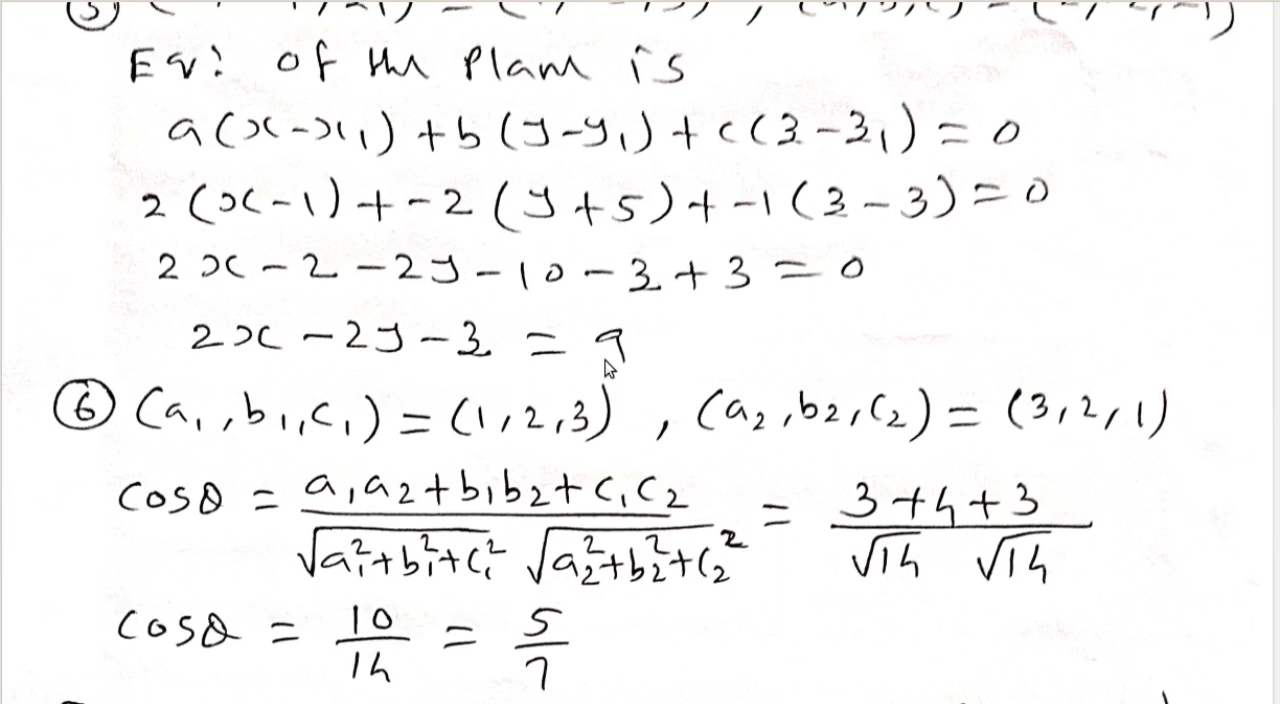 Eq: of the Plane is
a(x-x₁)+b(y-y₁)+c(z-z₁)=0
2(x-1)+-2(y+5)+-1(z-3)=0
2x-2-2y-10-z+3=0
2x-2y-z=9
⑥ (a₁,b₁,c₁)=(1,2,3), (a₂,b₂,c₂)=(3,2,1)
cosθ = a₁a₂+b₁b₂+c₁c₂ / √a₁²+b₁²+c₁² √a₂²+b₂²+c₂² = 3+4+3 / √14 √14
cosθ = 10/14 = 5/7